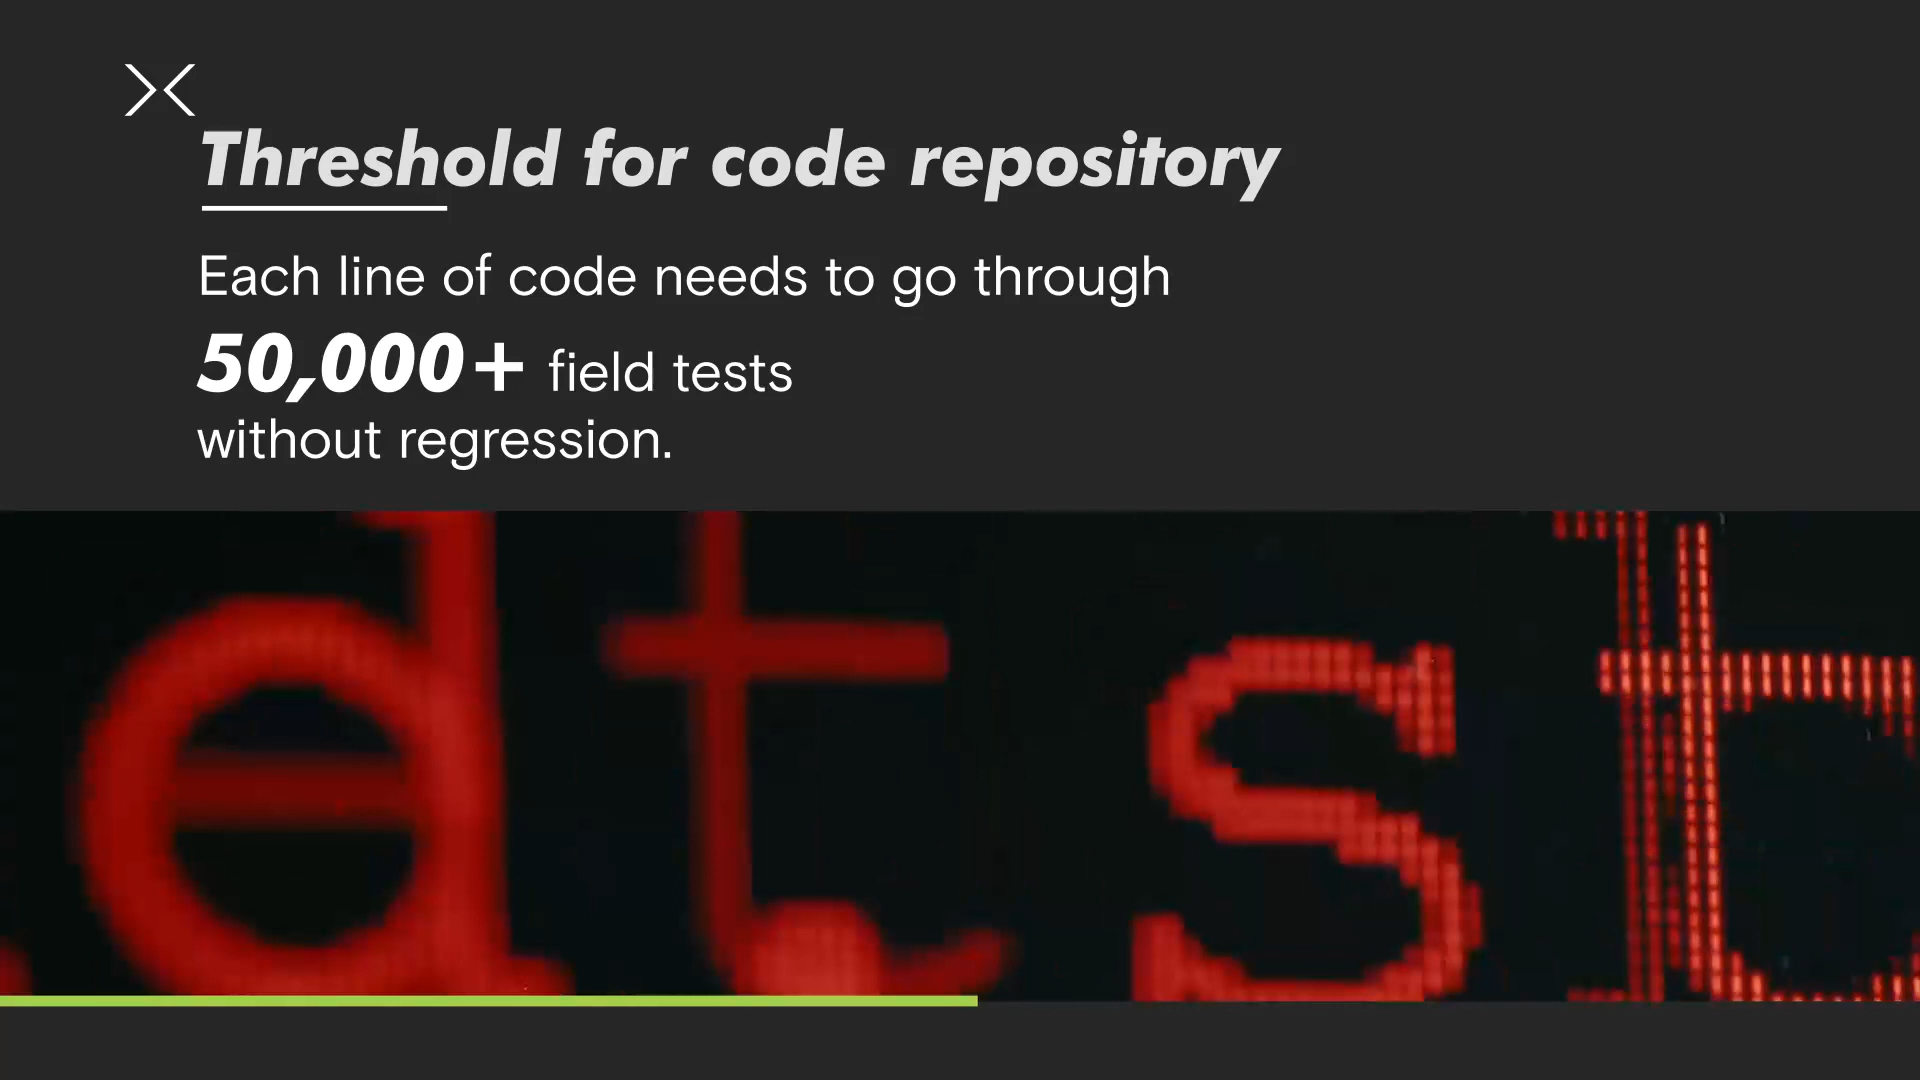 Threshold for code repository
Each line of code needs to go through
50,000+ field tests
without regression.